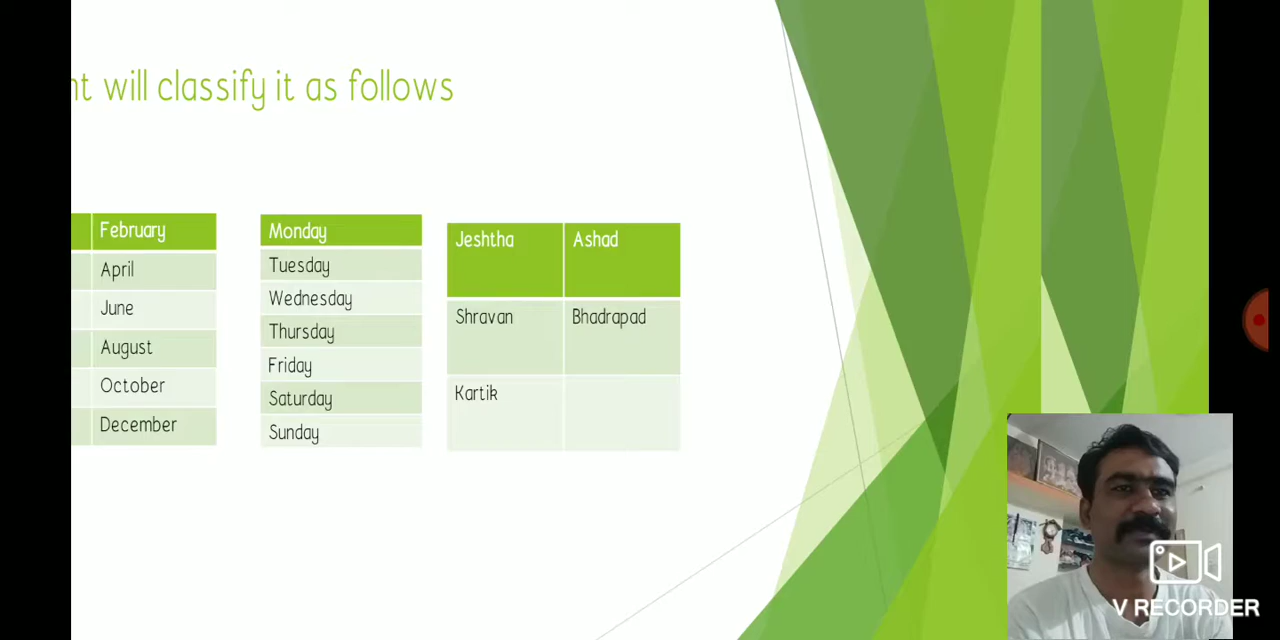 nt will classify it as follows
February
April
June
August
October
December
Monday
Tuesday
Wednesday
Thursday
Friday
Saturday
Sunday
Jeshtha Ashad
Shravan Bhadrapad
Kartik
V RECORDER